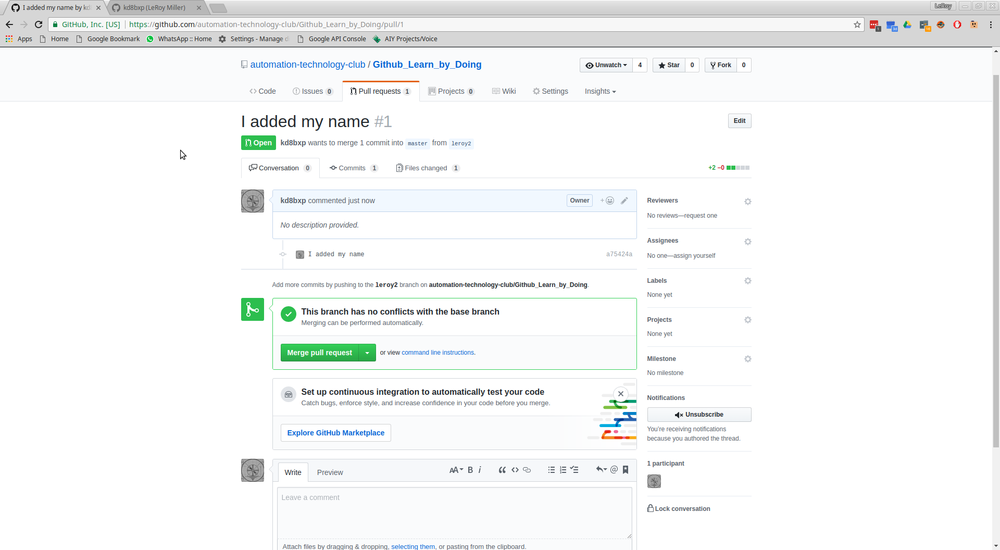 I added my name by kd
kd8bxp (LeRoy Miller)
LeRoy
GitHub, Inc. [US]
https://github.com/automation-technology-club/Github_Learn_by_Doing/pull/1
1
3d
Apps
Home
Google Bookmark
WhatsApp :: Home
Settings - Manage d
Google API Console
AIY Projects/Voice
automation-technology-club / Github_Learn_by_Doing
Unwatch 4
Star 0
Fork 0
Code
Issues 0
Pull requests 1
Projects 0
Wiki
Settings
Insights
I added my name #1
Edit
Open
kd8bxp wants to merge 1 commit into master from leroy2
Conversation 0
Commits 1
Files changed 1
+2 −0
kd8bxp commented just now
Owner
+
No description provided.
I added my name
a75424a
Add more commits by pushing to the leroy2 branch on automation-technology-club/Github_Learn_by_Doing.
This branch has no conflicts with the base branch
Merging can be performed automatically.
Merge pull request
or view command line instructions.
Set up continuous integration to automatically test your code
Catch bugs, enforce style, and increase confidence in your code before you merge.
Explore GitHub Marketplace
Write
Preview
AA B i
Leave a comment
Attach files by dragging & dropping, selecting them, or pasting from the clipboard.
Reviewers
No reviews—request one
Assignees
No one—assign yourself
Labels
None yet
Projects
None yet
Milestone
No milestone
Notifications
Unsubscribe
You’re receiving notifications
because you authored the thread.
1 participant
Lock conversation